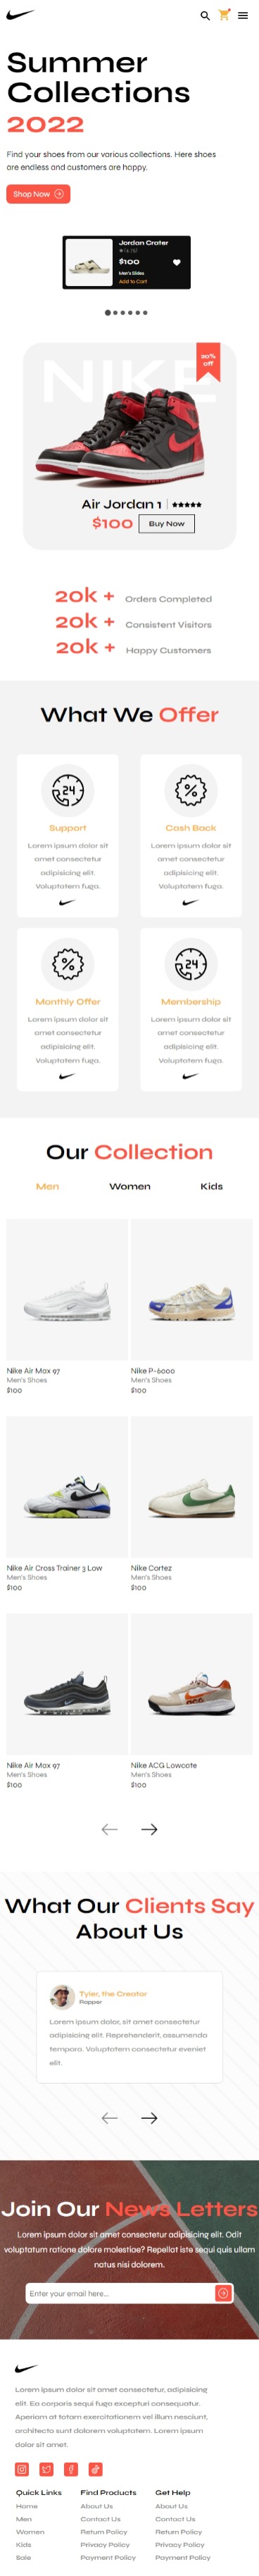 Summer
Collections
2022
Find your shoes from our various collections. Here shoes
are endless and customers are happy.
Shop Now
Jordan Crater
(4.75)
$100
Men's Slides
Add to Cart
NIKE
20%
off
Air Jordan 1
$100
Buy Now
20k + Orders Completed
20k + Consistent Visitors
20k + Happy Customers
What We Offer
24
Support
Lorem ipsum dolor sit
amet consectetur
adipisicing elit.
Voluptatem fuga.
Cash Back
Lorem ipsum dolor sit
amet consectetur
adipisicing elit.
Voluptatem fuga.
Monthly Offer
Lorem ipsum dolor sit
amet consectetur
adipisicing elit.
Voluptatem fuga.
24
Membership
Lorem ipsum dolor sit
amet consectetur
adipisicing elit.
Voluptatem fuga.
Our Collection
Men Women Kids
Nike Air Max 97
Men's Shoes
$100
Nike P-6000
Men's Shoes
$100
Nike Air Cross Trainer 3 Low
Men's Shoes
$100
Nike Cortez
Men's Shoes
$100
Nike Air Max 97
Men's Shoes
$100
Nike ACG Lowcate
Men's Shoes
$100
What Our Clients Say
About Us
Tyler, the Creator
Rapper
Lorem ipsum dolor, sit amet consectetur
adipisicing elit. Reprehenderit, assumenda
tempora. Voluptatem consectetur eveniet
elit.
Join Our News Letters
Lorem ipsum dolor sit amet consectetur adipisicing elit. Odit
voluptatum ratione dolore molestiae? Repellat iste sequi quis ullam
natus nisi dolorem.
Enter your email here...
Lorem ipsum dolor sit amet consectetur, adipisicing
elit. Ea corporis sequi fuga excepturi consequatur.
Aperiam at totam exercitationem vel illum nesciunt,
architecto sunt dolorem voluptatem. Lorem ipsum
dolor sit amet.
Quick Links
Home
Men
Women
Kids
Sale
Find Products
About Us
Contact Us
Return Policy
Privacy Policy
Payment Policy
Get Help
About Us
Contact Us
Return Policy
Privacy Policy
Payment Policy